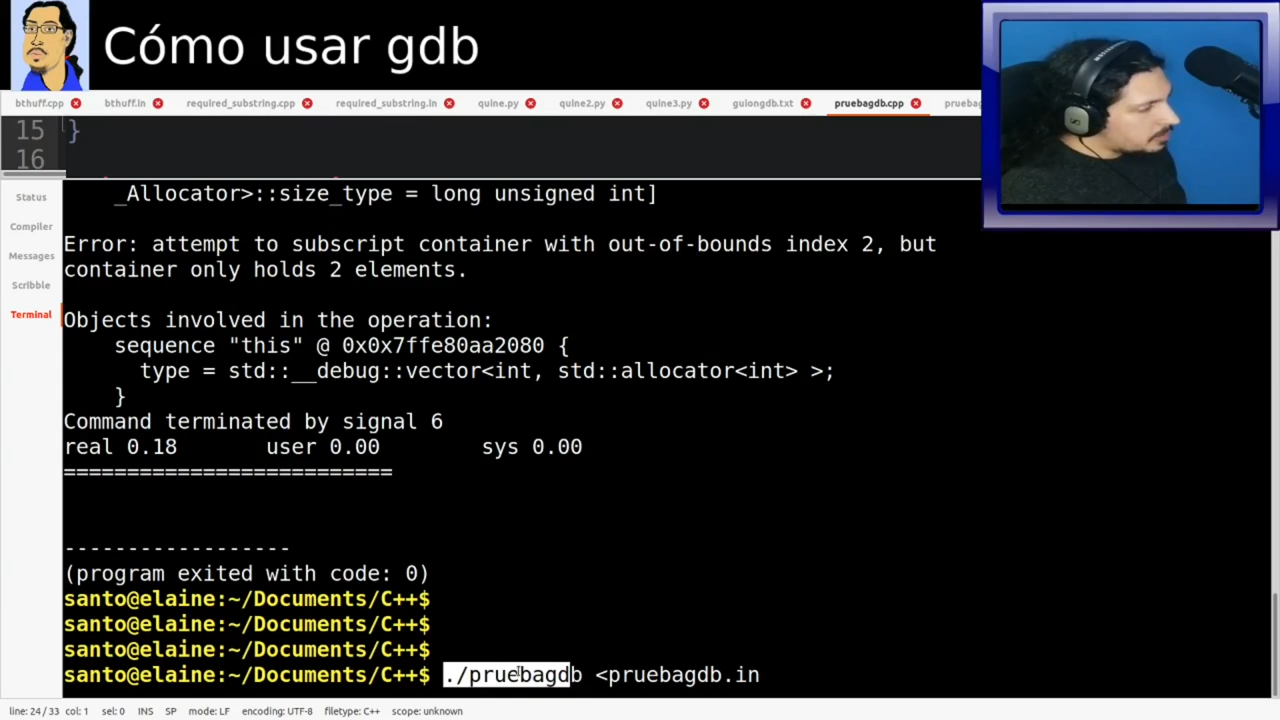 Cómo usar gdb
bthuff.cpp bthuff.in required_substring.cpp required_substring.in quine.py quine2.py quine3.py guiongdb.txt pruebagdb.cpp pruebag
15 }
16
Status
Compiler
Messages
Scribble
Terminal
_Allocator>::size_type = long unsigned int]
Error: attempt to subscript container with out-of-bounds index 2, but
container only holds 2 elements.
Objects involved in the operation:
sequence "this" @ 0x0x7ffe80aa2080 {
type = std::__debug::vector<int, std::allocator<int> >;
}
Command terminated by signal 6
real 0.18 user 0.00 sys 0.00
==========================
------------------
(program exited with code: 0)
santo@elaine:~/Documents/C++$
santo@elaine:~/Documents/C++$
santo@elaine:~/Documents/C++$
santo@elaine:~/Documents/C++$ ./pruebagdb <pruebagdb.in
line: 24 / 33 col: 1 sel: 0 INS SP mode: LF encoding: UTF-8 filetype: C++ scope: unknown